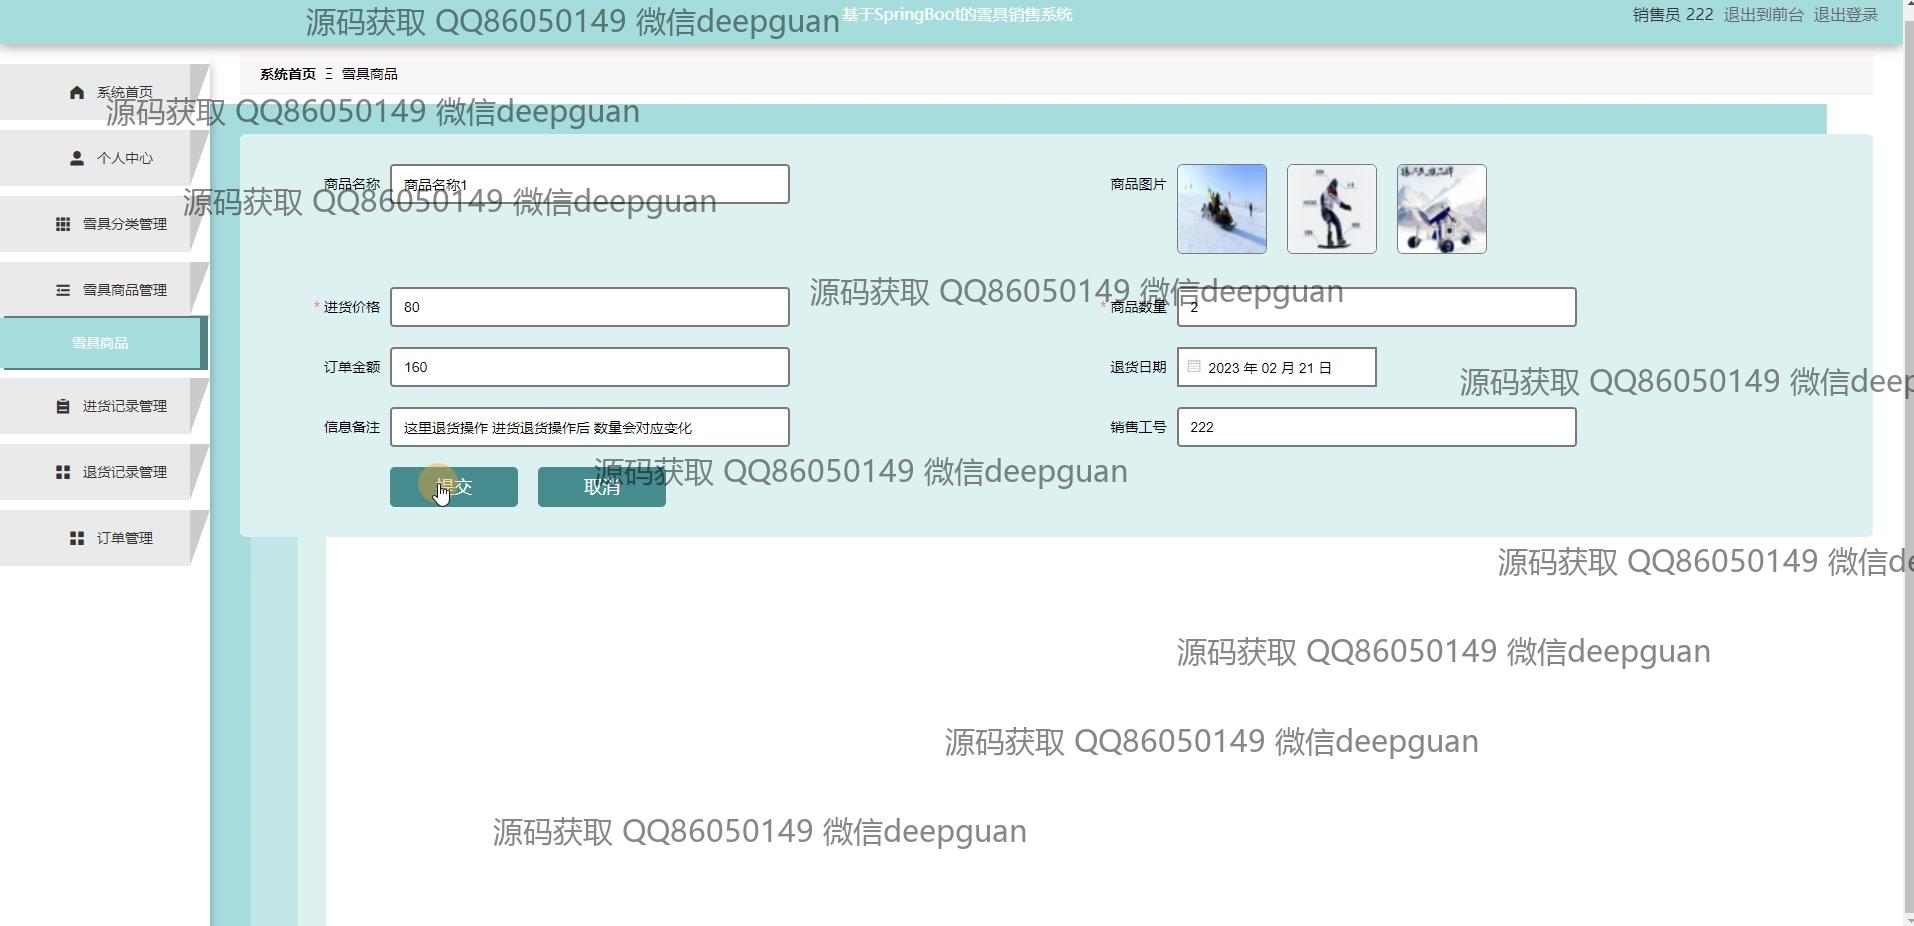 源码获取 QQ86050149 微信deepguan
基于SpringBoot的雪具销售系统
销售员 222 退出到前台 退出登录
系统首页 Ξ 雪具商品
系统首页
源码获取 QQ86050149 微信deepguan
个人中心
商品名称 商品名称1
商品图片
源码获取 QQ86050149 微信deepguan
雪具分类管理
雪具商品管理
源码获取 QQ86050149 微信deepguan
* 进货价格 80
* 商品数量 2
雪具商品
订单金额 160
退货日期 2023 年 02 月 21 日
源码获取 QQ86050149 微信deep
进货记录管理
信息备注 这里退货操作 进货退货操作后 数量会对应变化
销售工号 222
退货记录管理
提交 取消
源码获取 QQ86050149 微信deepguan
订单管理
源码获取 QQ86050149 微信de
源码获取 QQ86050149 微信deepguan
源码获取 QQ86050149 微信deepguan
源码获取 QQ86050149 微信deepguan